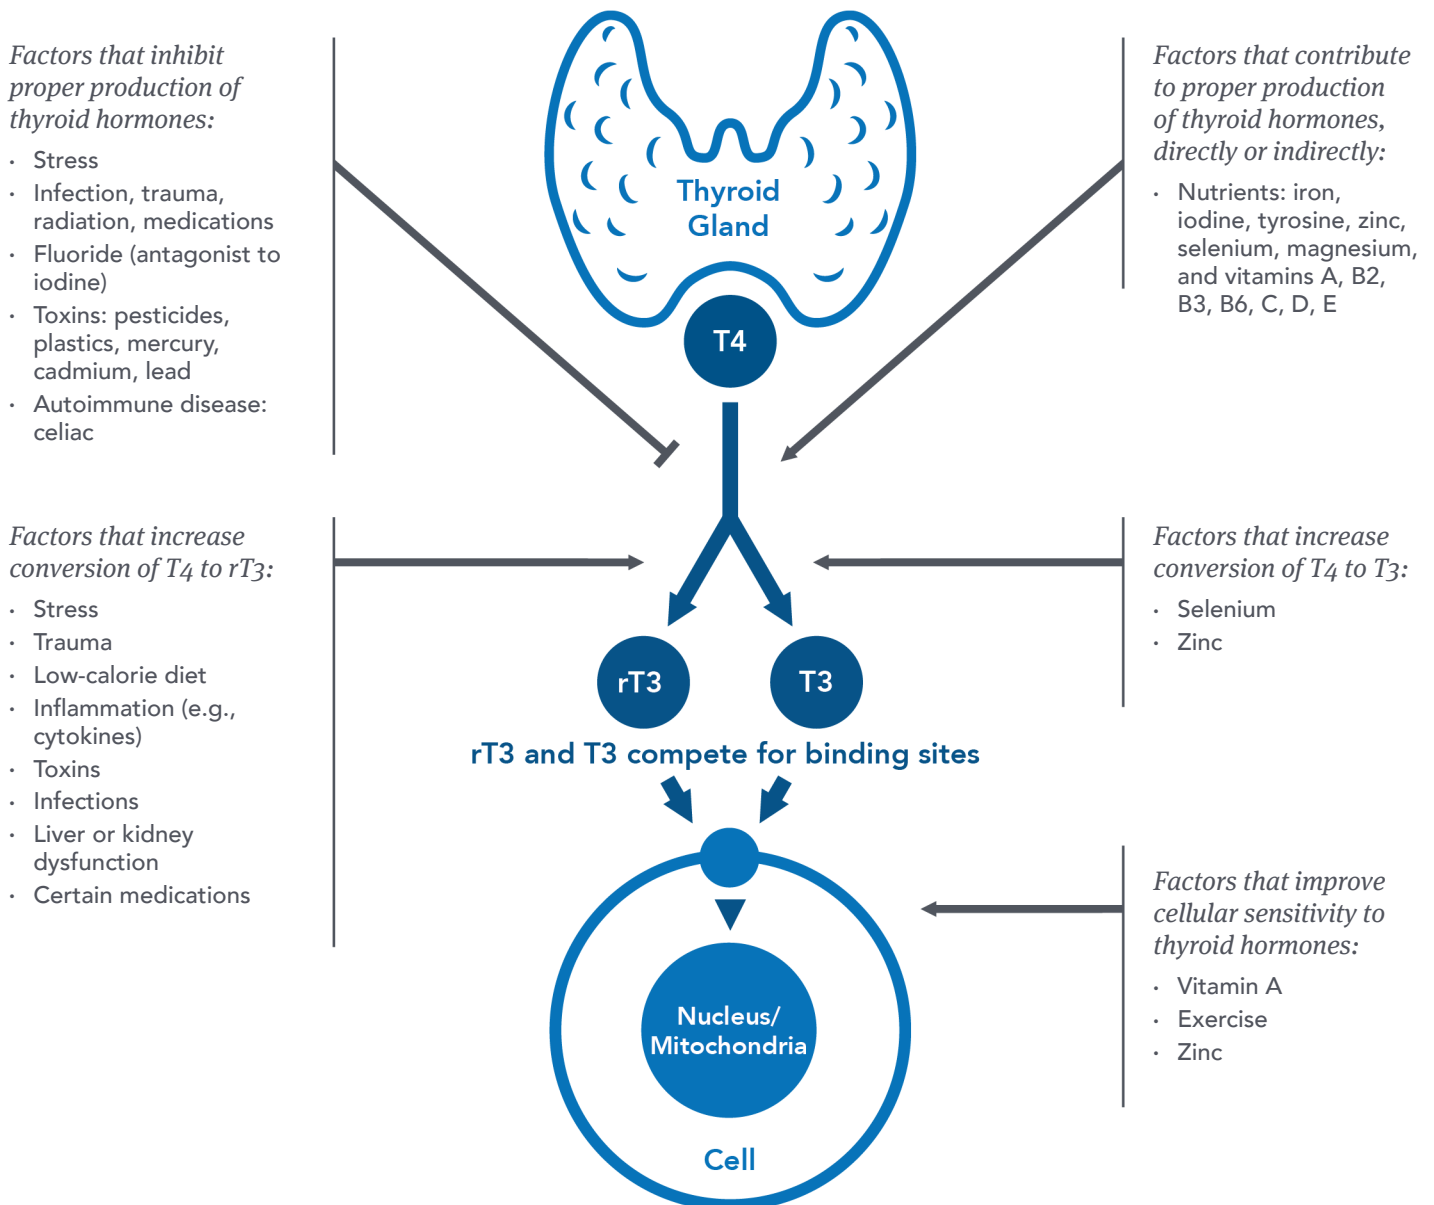 Factors that inhibit
proper production of
thyroid hormones:
· Stress
· Infection, trauma,
radiation, medications
· Fluoride (antagonist to
iodine)
· Toxins: pesticides,
plastics, mercury,
cadmium, lead
· Autoimmune disease:
celiac
Thyroid
Gland
T4
Factors that contribute
to proper production
of thyroid hormones,
directly or indirectly:
· Nutrients: iron,
iodine, tyrosine, zinc,
selenium, magnesium,
and vitamins A, B2,
B3, B6, C, D, E
Factors that increase
conversion of T4 to rT3:
· Stress
· Trauma
· Low-calorie diet
· Inflammation (e.g.,
cytokines)
· Toxins
· Infections
· Liver or kidney
dysfunction
· Certain medications
Factors that increase
conversion of T4 to T3:
· Selenium
· Zinc
rT3
T3
rT3 and T3 compete for binding sites
Factors that improve
cellular sensitivity to
thyroid hormones:
· Vitamin A
· Exercise
· Zinc
Nucleus/
Mitochondria
Cell